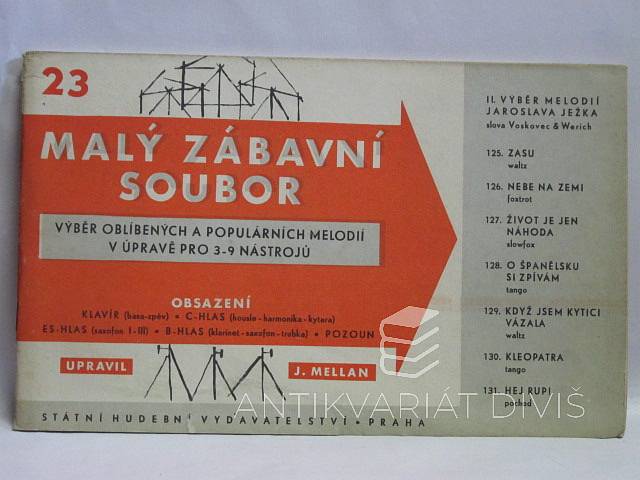 23
MALÝ ZÁBAVNÍ
SOUBOR
VÝBĚR OBLÍBENÝCH A POPULÁRNÍCH MELODIÍ
V ÚPRAVĚ PRO 3-9 NÁSTROJŮ
OBSAZENÍ
KLAVÍR (basa-zpěv) • C-HLAS (housle-harmonika-kytara)
ES-HLAS (saxofon I-III) • B-HLAS (klarinet-saxofon-trubka) • POZOUN
UPRAVIL
J. MELLAN
STÁTNÍ HUDEBNÍ VYDAVATELSTVÍ • PRAHA
II. VÝBĚR MELODIÍ
JAROSLAVA JEŽKA
slova Voskovec & Werich
125. ZASU
waltz
126. NEBE NA ZEMI
foxtrot
127. ŽIVOT JE JEN
NÁHODA
slowfox
128. O ŠPANĚLSKU
SI ZPÍVÁM
tango
129. KDYŽ JSEM KYTICI
VÁZALA
waltz
130. KLEOPATRA
tango
131. HEJ RUP!
pochod
ANTIKVARIÁT DIVIŠ